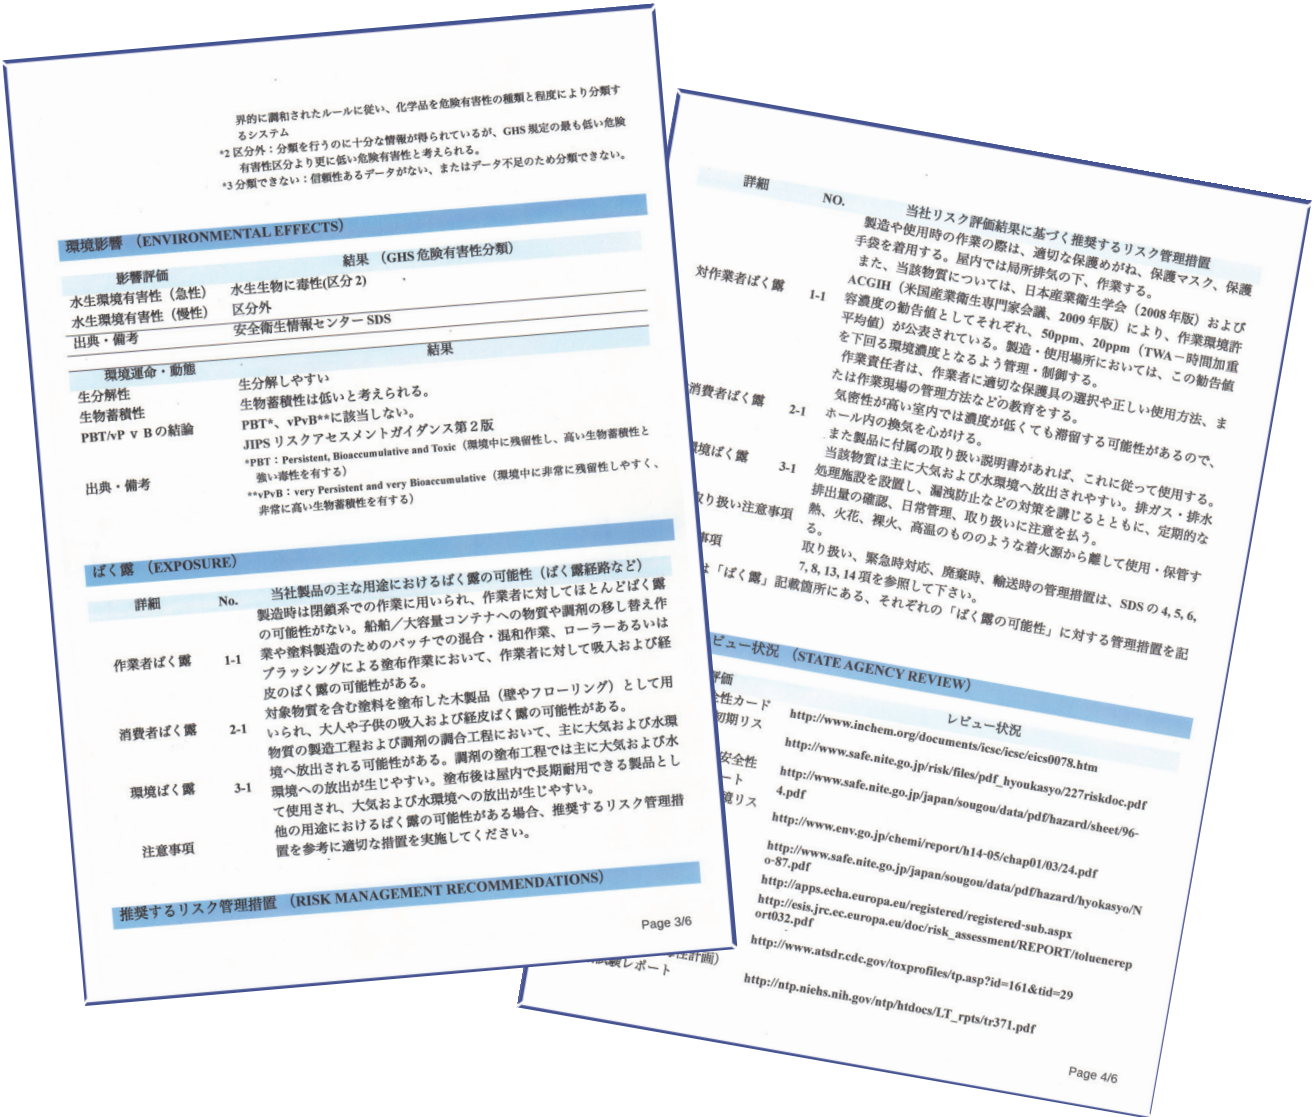 界的に調和されたルールに従い、化学品を危険有害性の種類と程度により分類す
るシステム
*2 区分外：分類を行うのに十分な情報が得られているが、GHS 規定の最も低い危険
有害性区分より更に低い危険有害性と考えられる。
*3 分類できない：信頼性あるデータがない、またはデータ不足のため分類できない。
環境影響 （ENVIRONMENTAL EFFECTS）
影響評価 結果 （GHS 危険有害性分類）
水生環境有害性（急性） 水生生物に毒性(区分 2)
水生環境有害性（慢性） 区分外
出典・備考 安全衛生情報センター SDS
環境運命・動態 結果
生分解性 生分解しやすい
生物蓄積性 生物蓄積性は低いと考えられる。
PBT/vP v B の結論 PBT*、vPvB**に該当しない。
出典・備考 JIPS リスクアセスメントガイダンス第２版
*PBT：Persistent, Bioaccumulative and Toxic（環境中に残留性し、高い生物蓄積性と
強い毒性を有する）
**vPvB：very Persistent and very Bioaccumulative（環境中に非常に残留性しやすく、
非常に高い生物蓄積性を有する）
ばく露 （EXPOSURE）
詳細 No. 当社製品の主な用途におけるばく露の可能性（ばく露経路など）
作業者ばく露 1-1 製造時は閉鎖系での作業に用いられ、作業者に対してほとんどばく露
の可能性がない。船舶／大容量コンテナへの物質や調剤の移し替え作
業や塗料製造のためのバッチでの混合・混和作業、ローラーあるいは
ブラッシングによる塗布作業において、作業者に対して吸入および経
皮のばく露の可能性がある。
消費者ばく露 2-1 対象物質を含む塗料を塗布した木製品（壁やフローリング）として用
いられ、大人や子供の吸入および経皮ばく露の可能性がある。
環境ばく露 3-1 物質の製造工程および調剤の調合工程において、主に大気および水環
境へ放出される可能性がある。調剤の塗布工程では主に大気および水
環境への放出が生じやすい。塗布後は屋内で長期耐用できる製品とし
て使用され、大気および水環境への放出が生じやすい。
注意事項 他の用途におけるばく露の可能性がある場合、推奨するリスク管理措
置を参考に適切な措置を実施してください。
推奨するリスク管理措置 （RISK MANAGEMENT RECOMMENDATIONS）
Page 3/6
詳細 NO. 当社リスク評価結果に基づく推奨するリスク管理措置
対作業者ばく露 1-1 製造や使用時の作業の際は、適切な保護めがね、保護マスク、保護
手袋を着用する。屋内では局所排気の下、作業する。
また、当該物質については、日本産業衛生学会（2008 年版）および
ACGIH（米国産業衛生専門家会議、2009 年版）により、作業環境許
容濃度の勧告値としてそれぞれ、50ppm、20ppm（TWA－時間加重
平均値）が公表されている。製造・使用場所においては、この勧告値
を下回る環境濃度となるよう管理・制御する。
作業責任者は、作業者に適切な保護具の選択や正しい使用方法、ま
たは作業現場の管理方法などの教育をする。
消費者ばく露 2-1 気密性が高い室内では濃度が低くても滞留する可能性があるので、
ホール内の換気を心がける。
また製品に付属の取り扱い説明書があれば、これに従って使用する。
環境ばく露 3-1 当該物質は主に大気および水環境へ放出されやすい。排ガス・排水
処理施設を設置し、漏洩防止などの対策を講じるとともに、定期的な
排出量の確認、日常管理、取り扱いに注意を払う。
取り扱い注意事項 熱、火花、裸火、高温のもののような着火源から離して使用・保管す
る。
事項 取り扱い、緊急時対応、廃棄時、輸送時の管理措置は、SDS の 4, 5, 6,
7, 8, 13, 14 項を参照して下さい。
は「ばく露」記載箇所にある、それぞれの「ばく露の可能性」に対する管理措置を記
ビュー状況 （STATE AGENCY REVIEW）
評価 レビュー状況
全性カード http://www.inchem.org/documents/icsc/icsc/eics0078.htm
初期リス http://www.safe.nite.go.jp/risk/files/pdf_hyoukasyo/227riskdoc.pdf
安全性 http://www.safe.nite.go.jp/japan/sougou/data/pdf/hazard/sheet/96-
ート 4.pdf
境リス http://www.env.go.jp/chemi/report/h14-05/chap01/03/24.pdf
http://www.safe.nite.go.jp/japan/sougou/data/pdf/hazard/hyokasyo/N
o-87.pdf
http://apps.echa.europa.eu/registered/registered-sub.aspx
http://esis.jrc.ec.europa.eu/doc/risk_assessment/REPORT/toluenerep
ort032.pdf
性計画） http://www.atsdr.cdc.gov/toxprofiles/tp.asp?id=161&tid=29
試験レポート http://ntp.niehs.nih.gov/ntp/htdocs/LT_rpts/tr371.pdf
Page 4/6